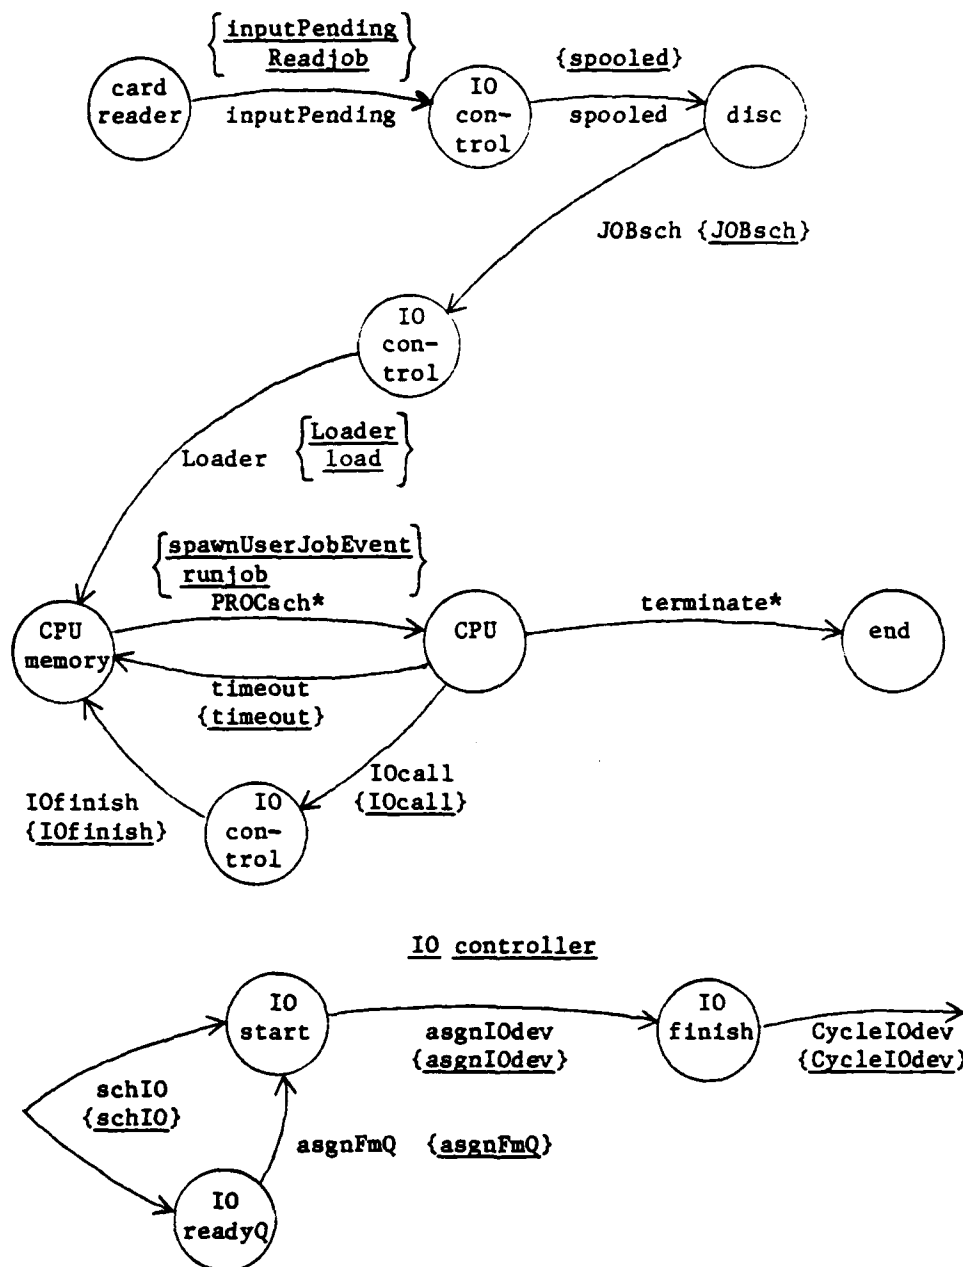 inputPending
Readjob
card
reader
inputPending
IO
con-
trol
{spooled}
spooled
disc
JOBsch {JOBsch}
IO
con-
trol
Loader
Loader
load
spawnUserJobEvent
runjob
PROCsch*
CPU
memory
CPU
terminate*
end
timeout
{timeout}
IOcall
{IOcall}
IOfinish
{IOfinish}
IO
con-
trol
IO controller
IO
start
asgnIOdev
{asgnIOdev}
IO
finish
CycleIOdev
{CycleIOdev}
schIO
{schIO}
asgnFmQ {asgnFmQ}
IO
readyQ